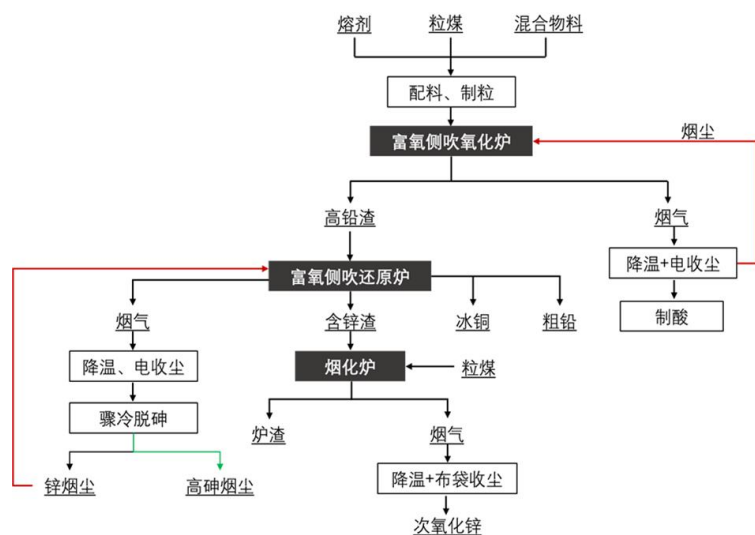 熔剂
粒煤
混合物料
配料、制粒
富氧侧吹氧化炉
烟尘
高铅渣
烟气
富氧侧吹还原炉
降温+电收尘
烟气
含锌渣
冰铜
粗铅
制酸
降温、电收尘
烟化炉
粒煤
骤冷脱砷
炉渣
烟气
锌烟尘
高砷烟尘
降温+布袋收尘
次氧化锌